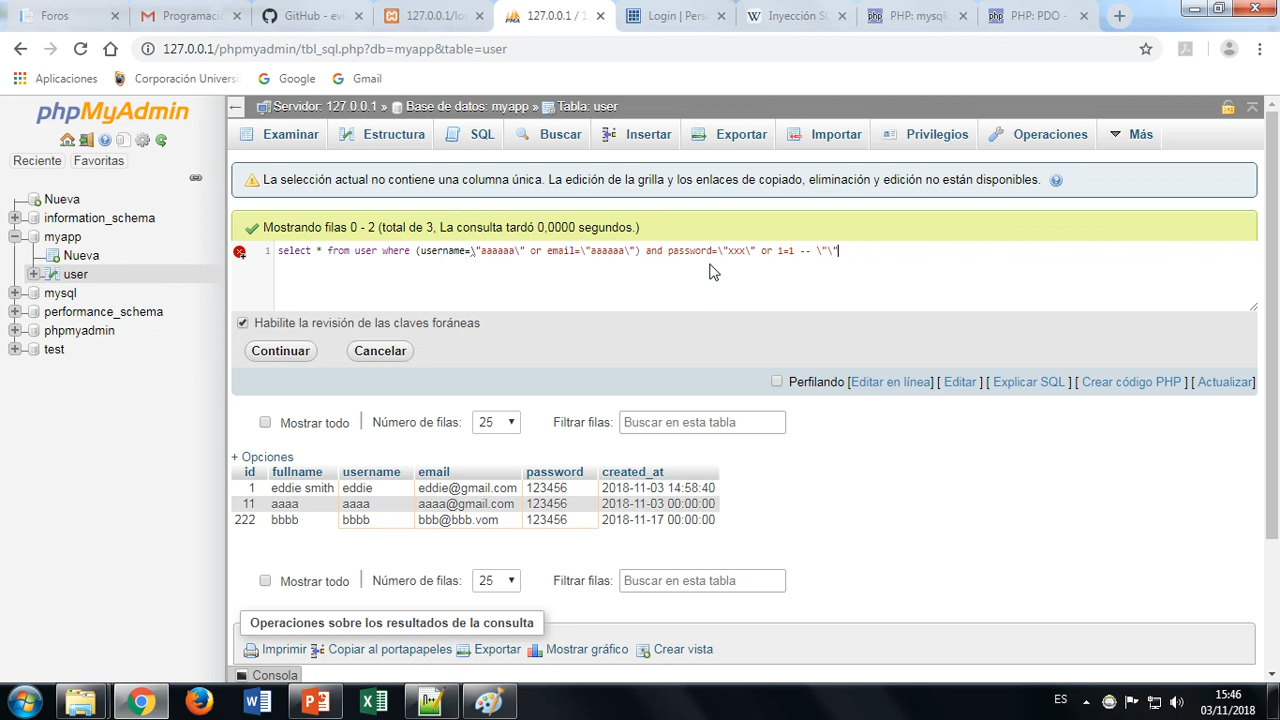 Foros
Programació
GitHub - evi
127.0.0.1/lo
127.0.0.1 / 1
Login | Pers
Inyección S
PHP: mysql
PHP: PDO -
127.0.0.1/phpmyadmin/tbl_sql.php?db=myapp&table=user
Aplicaciones
Corporación Univers
Google
Gmail
phpMyAdmin
Reciente
Favoritas
Nueva
information_schema
myapp
Nueva
user
mysql
performance_schema
phpmyadmin
test
Servidor: 127.0.0.1 » Base de datos: myapp » Tabla: user
Examinar
Estructura
SQL
Buscar
Insertar
Exportar
Importar
Privilegios
Operaciones
Más
La selección actual no contiene una columna única. La edición de la grilla y los enlaces de copiado, eliminación y edición no están disponibles.
Mostrando filas 0 - 2 (total de 3, La consulta tardó 0,0000 segundos.)
1 select * from user where (username=\"aaaaaa\" or email=\"aaaaaa\") and password=\"xxx\" or 1=1 -- \"\"
Habilite la revisión de las claves foráneas
Continuar
Cancelar
Perfilando [Editar en línea] [ Editar ] [ Explicar SQL ] [ Crear código PHP ] [ Actualizar]
Mostrar todo
Número de filas: 25
Filtrar filas: Buscar en esta tabla
+ Opciones
id fullname username email password created_at
1 eddie smith eddie eddie@gmail.com 123456 2018-11-03 14:58:40
11 aaaa aaaa aaaa@gmail.com 123456 2018-11-03 00:00:00
222 bbbb bbbb bbb@bbb.vom 123456 2018-11-17 00:00:00
Mostrar todo
Número de filas: 25
Filtrar filas: Buscar en esta tabla
Operaciones sobre los resultados de la consulta
Imprimir
Copiar al portapapeles
Exportar
Mostrar gráfico
Crear vista
Consola
ES
15:46
03/11/2018